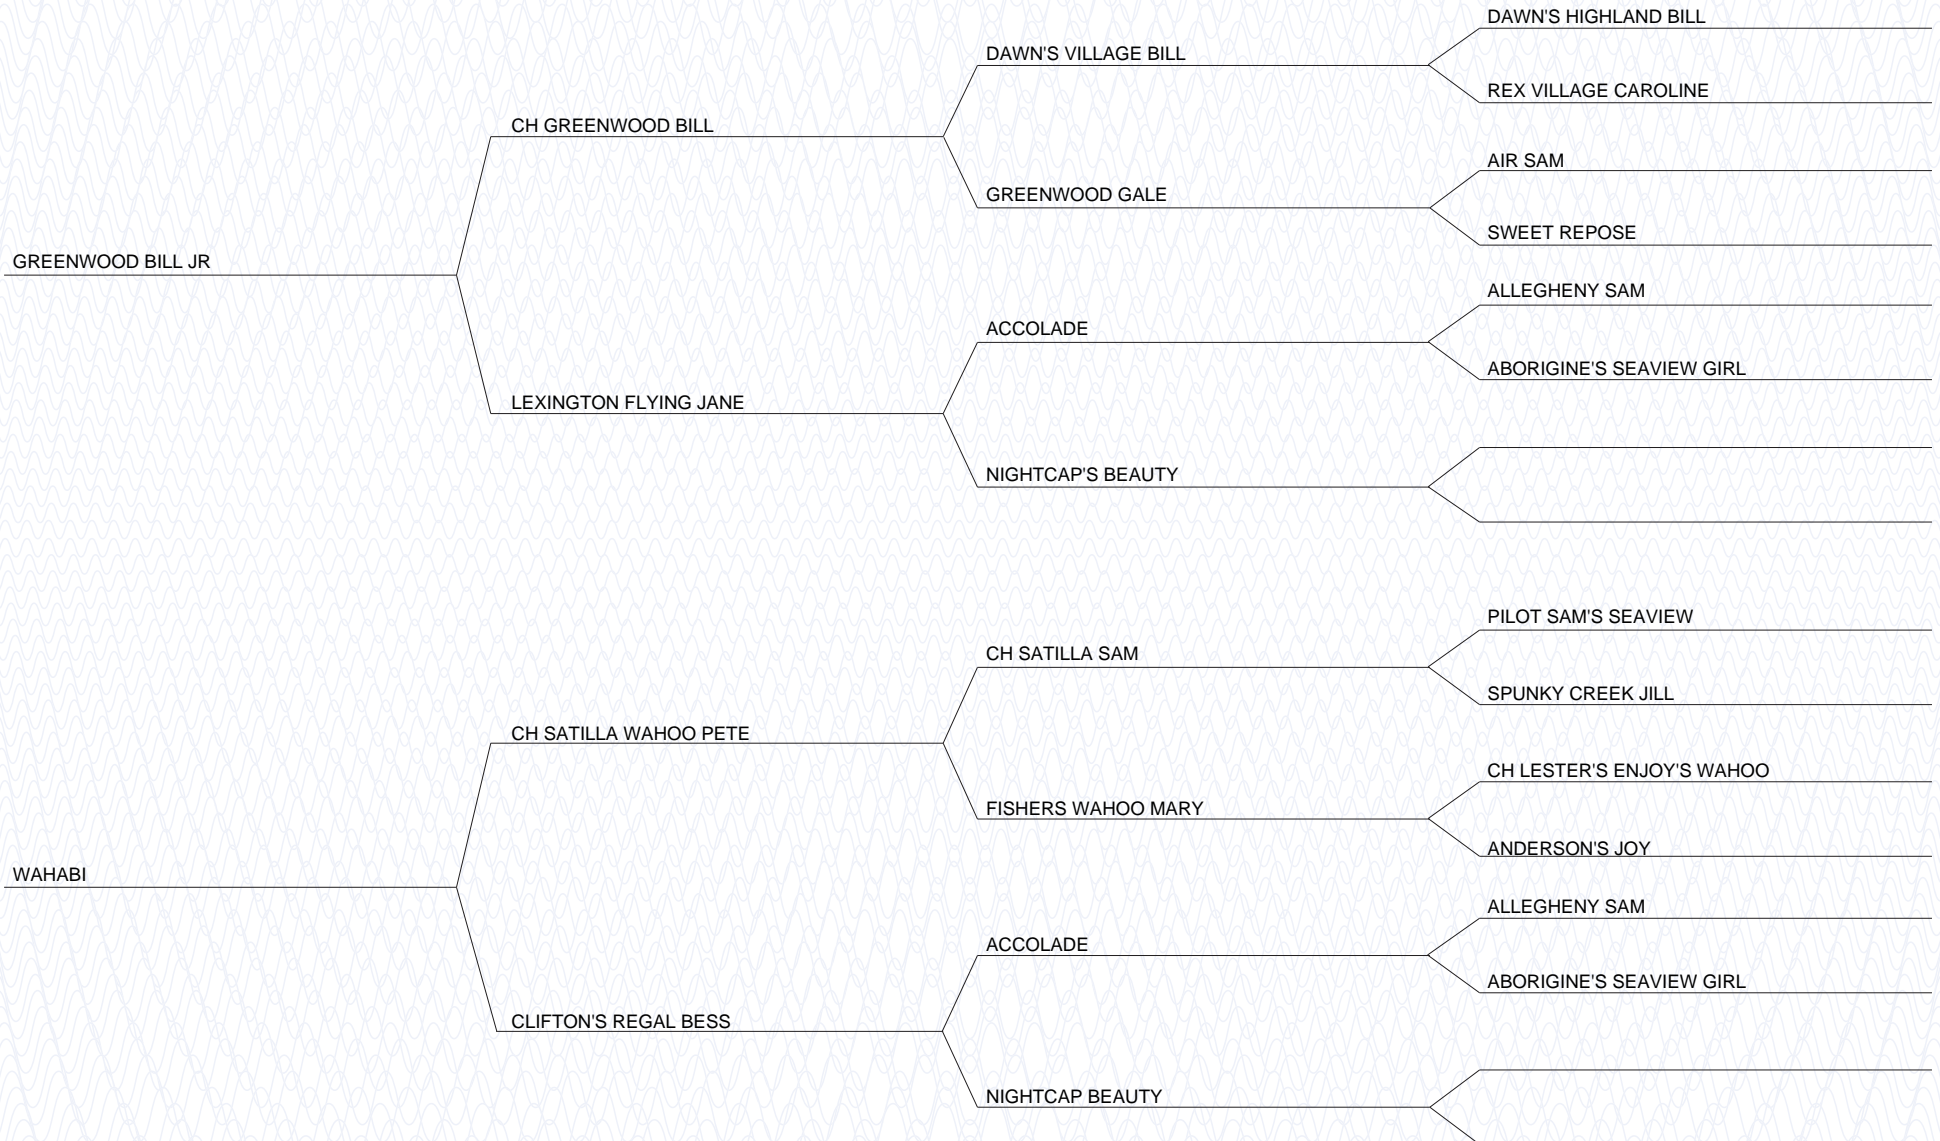 DAWN'S HIGHLAND BILL
DAWN'S VILLAGE BILL
REX VILLAGE CAROLINE
CH GREENWOOD BILL
AIR SAM
GREENWOOD GALE
SWEET REPOSE
GREENWOOD BILL JR
ALLEGHENY SAM
ACCOLADE
ABORIGINE'S SEAVIEW GIRL
LEXINGTON FLYING JANE
NIGHTCAP'S BEAUTY
PILOT SAM'S SEAVIEW
CH SATILLA SAM
SPUNKY CREEK JILL
CH SATILLA WAHOO PETE
CH LESTER'S ENJOY'S WAHOO
FISHERS WAHOO MARY
ANDERSON'S JOY
WAHABI
ALLEGHENY SAM
ACCOLADE
ABORIGINE'S SEAVIEW GIRL
CLIFTON'S REGAL BESS
NIGHTCAP BEAUTY